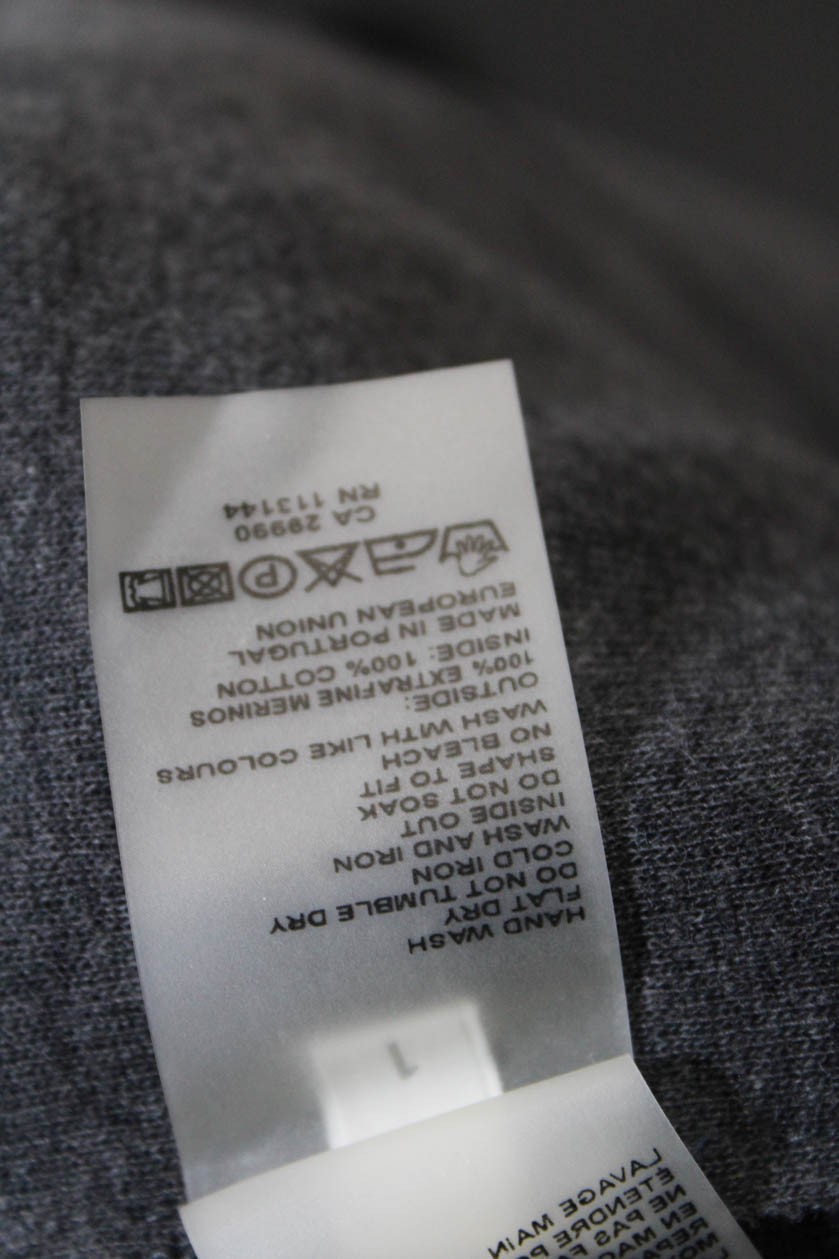 HAND WASH
FLAT DRY
DO NOT TUMBLE DRY
COLD IRON
WASH AND IRON
INSIDE OUT
DO NOT SOAK
SHAPE TO FIT
NO BLEACH
WASH WITH LIKE COLOURS
OUTSIDE:
100% EXTRAFINE MERINOS
INSIDE: 100% COTTON
MADE IN PORTUGAL
EUROPEAN UNION
P
CA 29990
RN 113144
1
LAVAGE MAIN
ÉTENDRE
NE PAS
EN